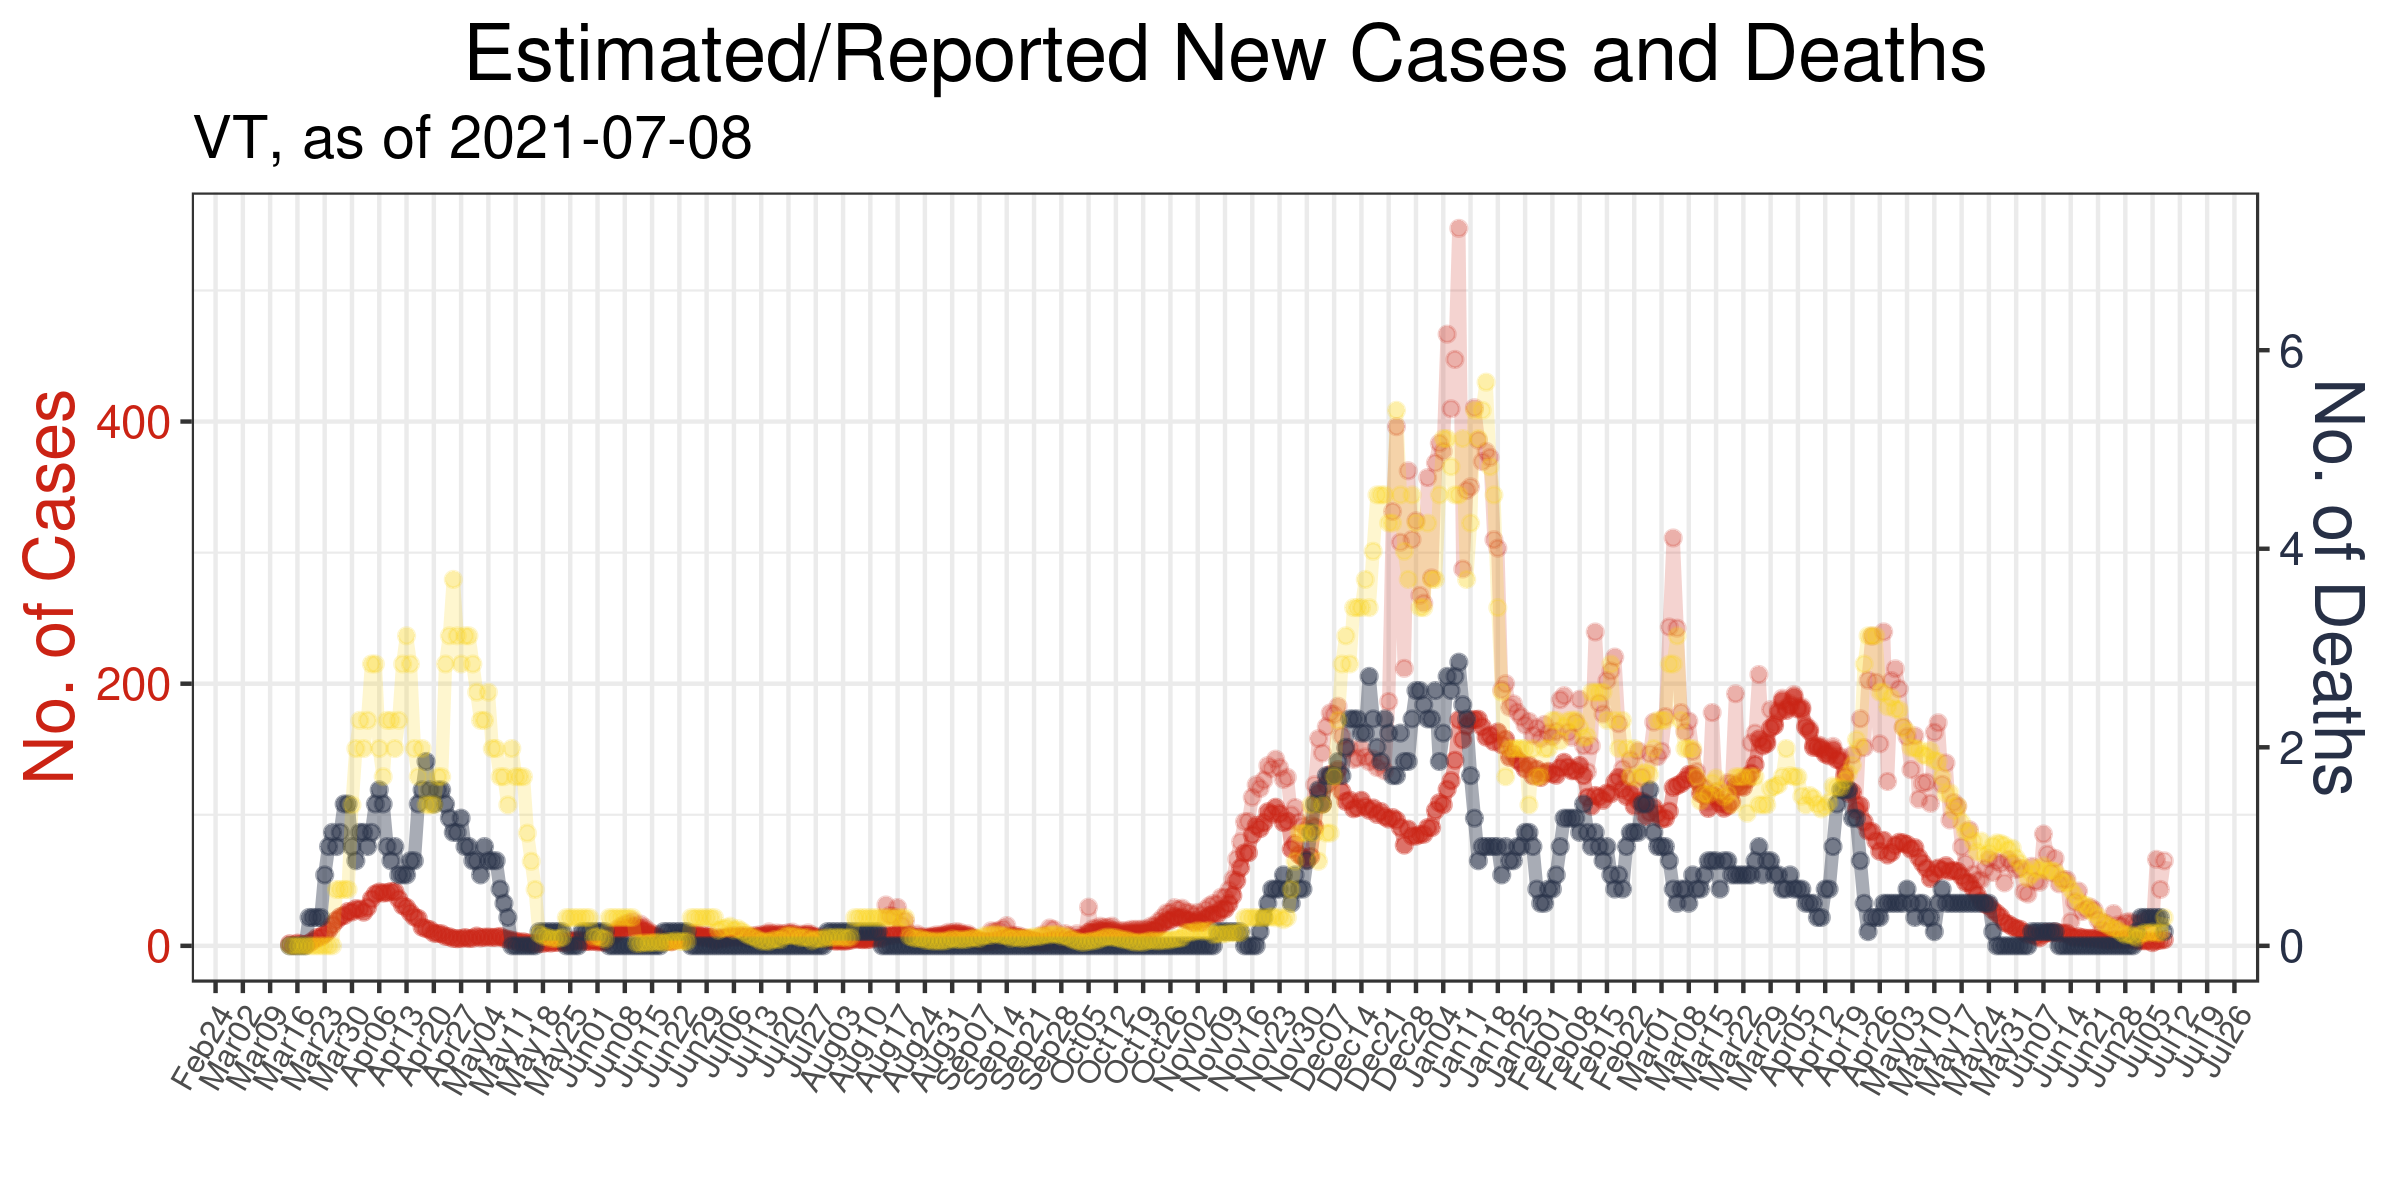 Estimated/Reported New Cases and Deaths
VT, as of 2021-07-08
No. of Cases
400
200
0
6
4
2
0
No. of Deaths
Feb24
Mar02
Mar09
Mar16
Mar23
Mar30
Apr06
Apr13
Apr20
Apr27
May04
May11
May18
May25
Jun01
Jun08
Jun15
Jun22
Jun29
Jul06
Jul13
Jul20
Jul27
Aug03
Aug10
Aug17
Aug24
Aug31
Sep07
Sep14
Sep21
Sep28
Oct05
Oct12
Oct19
Oct26
Nov02
Nov09
Nov16
Nov23
Nov30
Dec07
Dec14
Dec21
Dec28
Jan04
Jan11
Jan18
Jan25
Feb01
Feb08
Feb15
Feb22
Mar01
Mar08
Mar15
Mar22
Mar29
Apr05
Apr12
Apr19
Apr26
May03
May10
May17
May24
May31
Jun07
Jun14
Jun21
Jun28
Jul05
Jul12
Jul19
Jul26